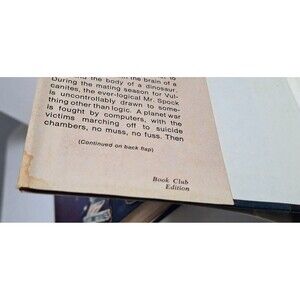 and the body of a dinosaur.
During the mating season for Vul-
canites, the ever-logical Mr. Spock
is uncontrollably drawn to some-
thing other than logic. A planet war
is fought by computers, with the
victims marching off to suicide
chambers, no muss, no fuss. Then
(Continued on back flap)
Book Club
Edition